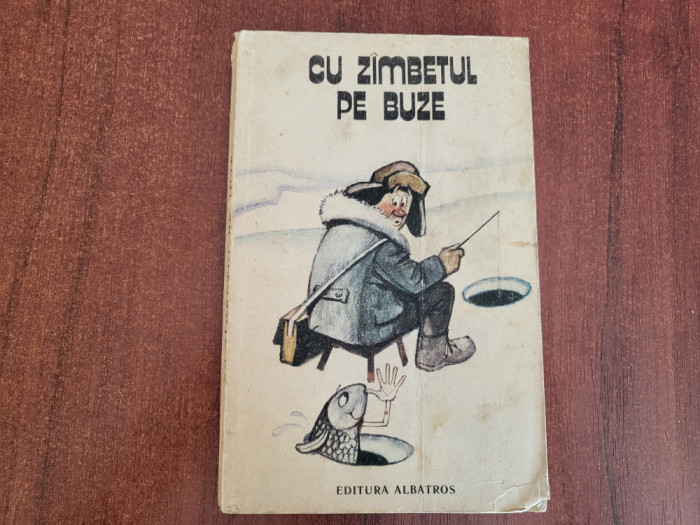 CU ZÎMBETUL
PE BUZE
EDITURA ALBATROS